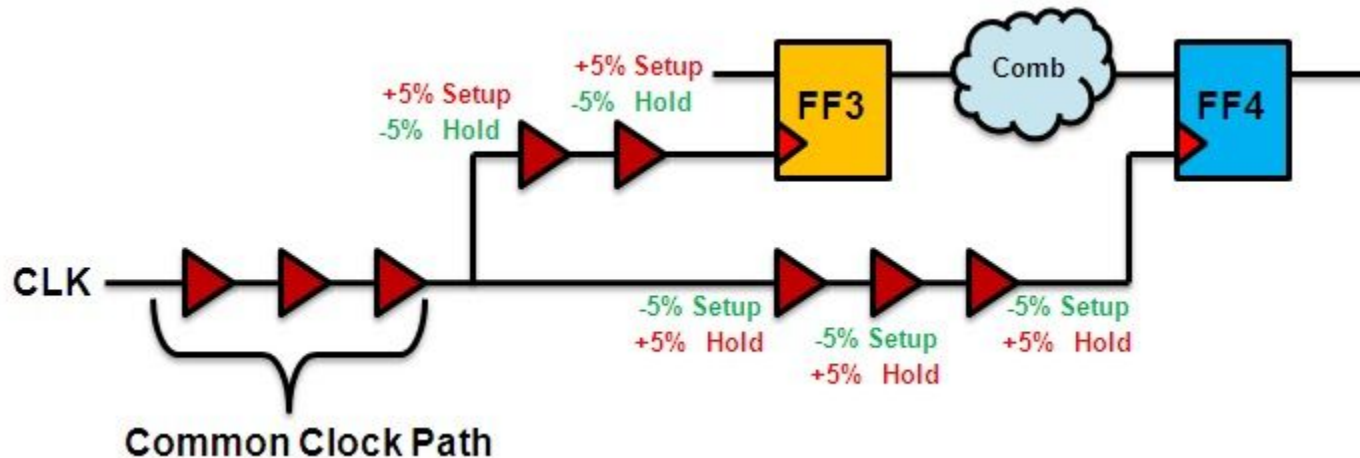 +5% Setup
-5% Hold
+5% Setup
-5% Hold
FF3
Comb
FF4
CLK
-5% Setup
+5% Hold
-5% Setup
+5% Hold
-5% Setup
+5% Hold
Common Clock Path